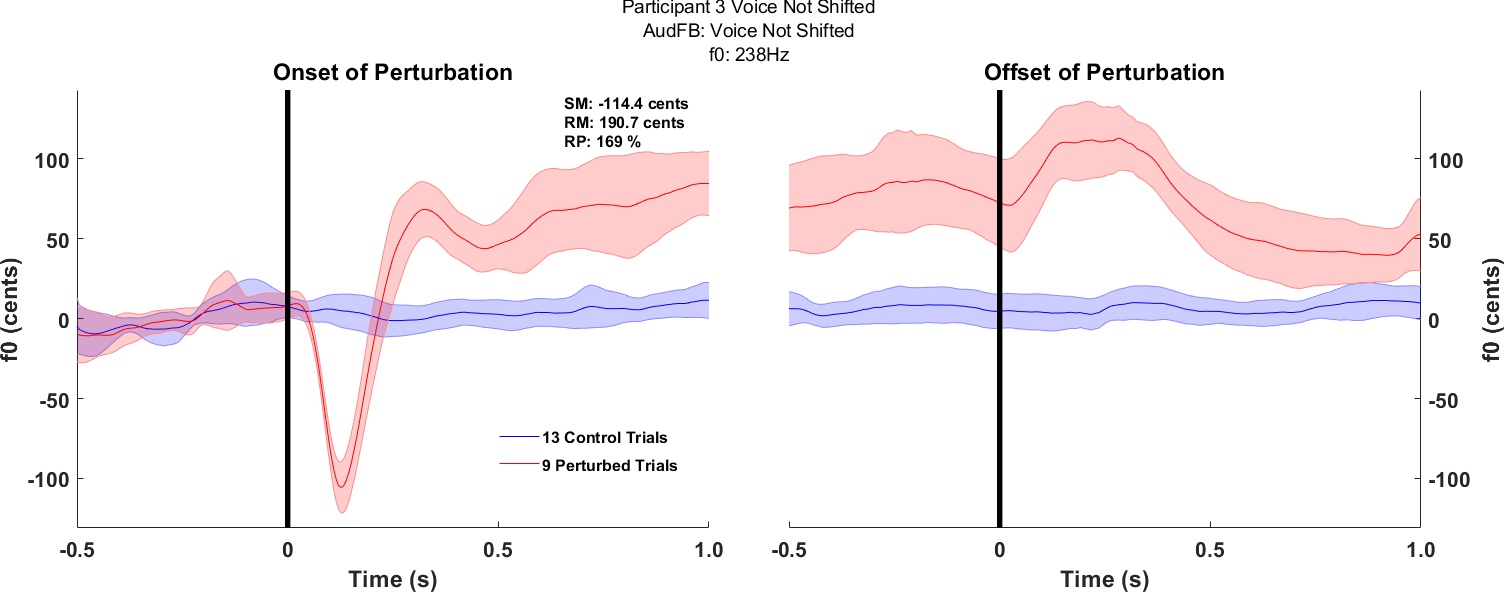 Participant 3 Voice Not Shifted
AudFB: Voice Not Shifted
f0: 238Hz
Onset of Perturbation
Offset of Perturbation
SM: -114.4 cents
RM: 190.7 cents
RP: 169 %
100
50
0
-50
-100
f0 (cents)
13 Control Trials
9 Perturbed Trials
-0.5
0
0.5
1.0
Time (s)
100
50
0
-50
-100
f0 (cents)
-0.5
0
0.5
1.0
Time (s)